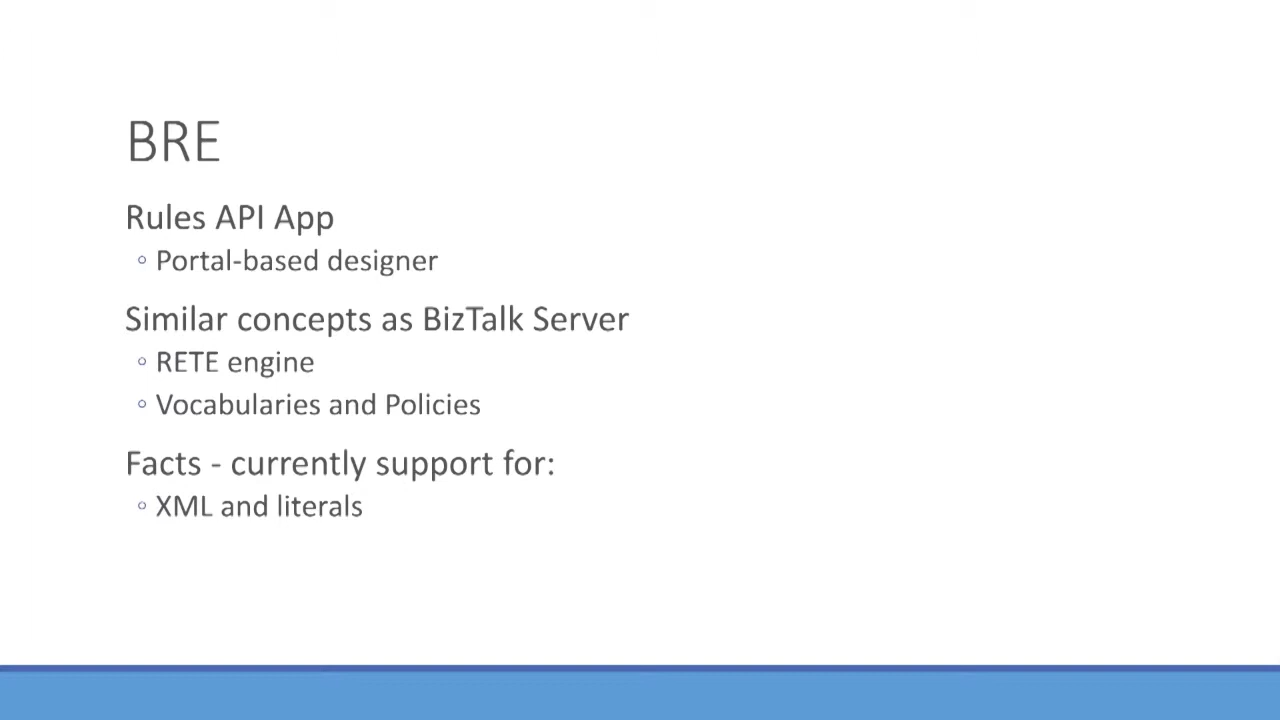 BRE
Rules API App
◦ Portal-based designer
Similar concepts as BizTalk Server
◦ RETE engine
◦ Vocabularies and Policies
Facts - currently support for:
◦ XML and literals